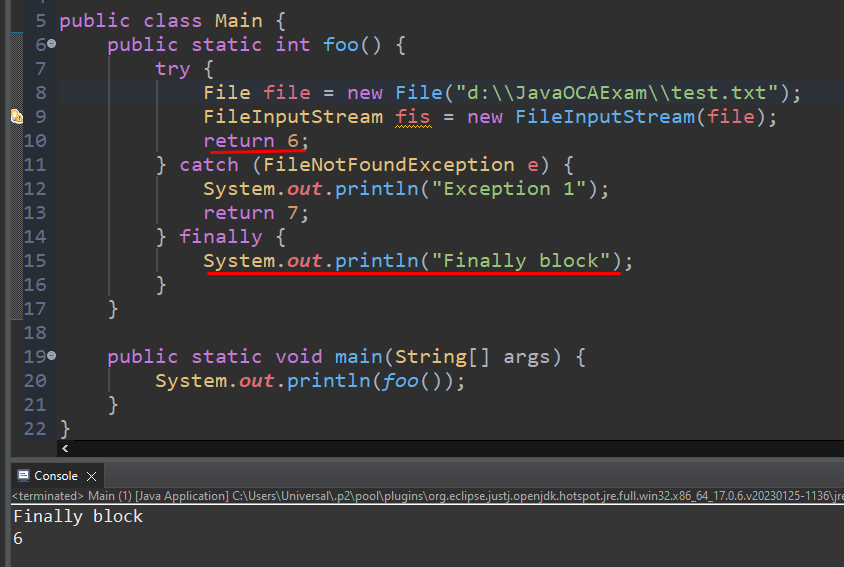 5 public class Main {
6 public static int foo() {
7 try {
8 File file = new File("d:\\JavaOCAExam\\test.txt");
9 FileInputStream fis = new FileInputStream(file);
10 return 6;
11 } catch (FileNotFoundException e) {
12 System.out.println("Exception 1");
13 return 7;
14 } finally {
15 System.out.println("Finally block");
16 }
17 }
18
19 public static void main(String[] args) {
20 System.out.println(foo());
21 }
22 }
Console
<terminated> Main (1) [Java Application] C:\Users\Universal\.p2\pool\plugins\org.eclipse.justj.openjdk.hotspot.jre.full.win32.x86_64_17.0.6.v20230125-1136\jre
Finally block
6